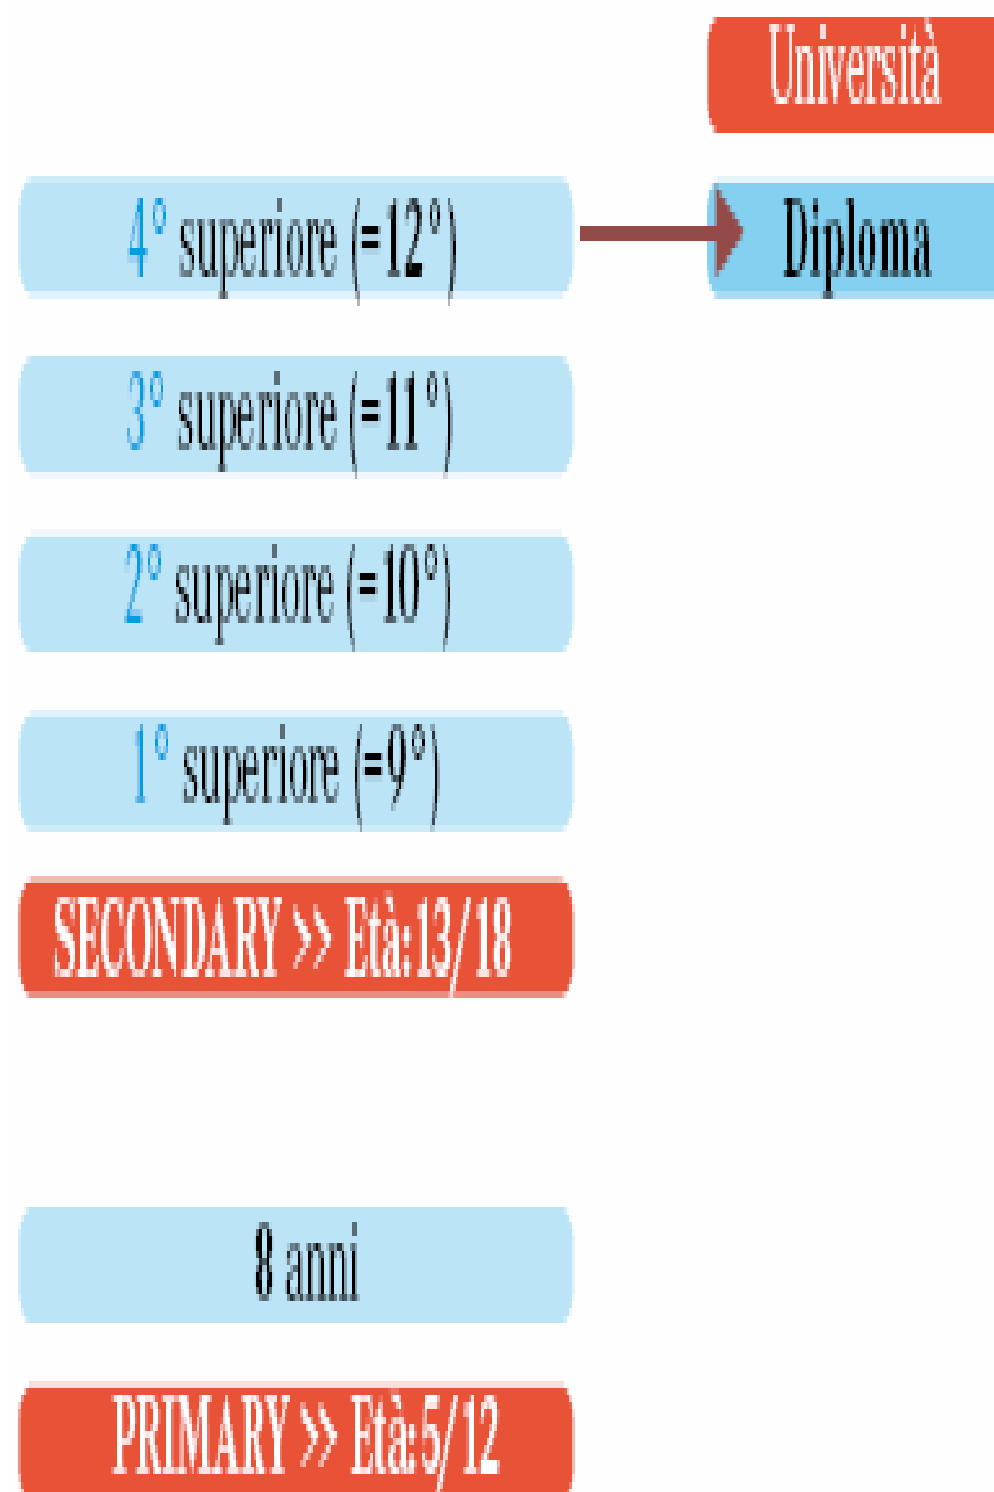 Università
4° superiore (=12°)
Diploma
3° superiore (=11°)
2° superiore (=10°)
1° superiore (=9°)
SECONDARY >> Età: 13/18
8 anni
PRIMARY >> Età: 5/12